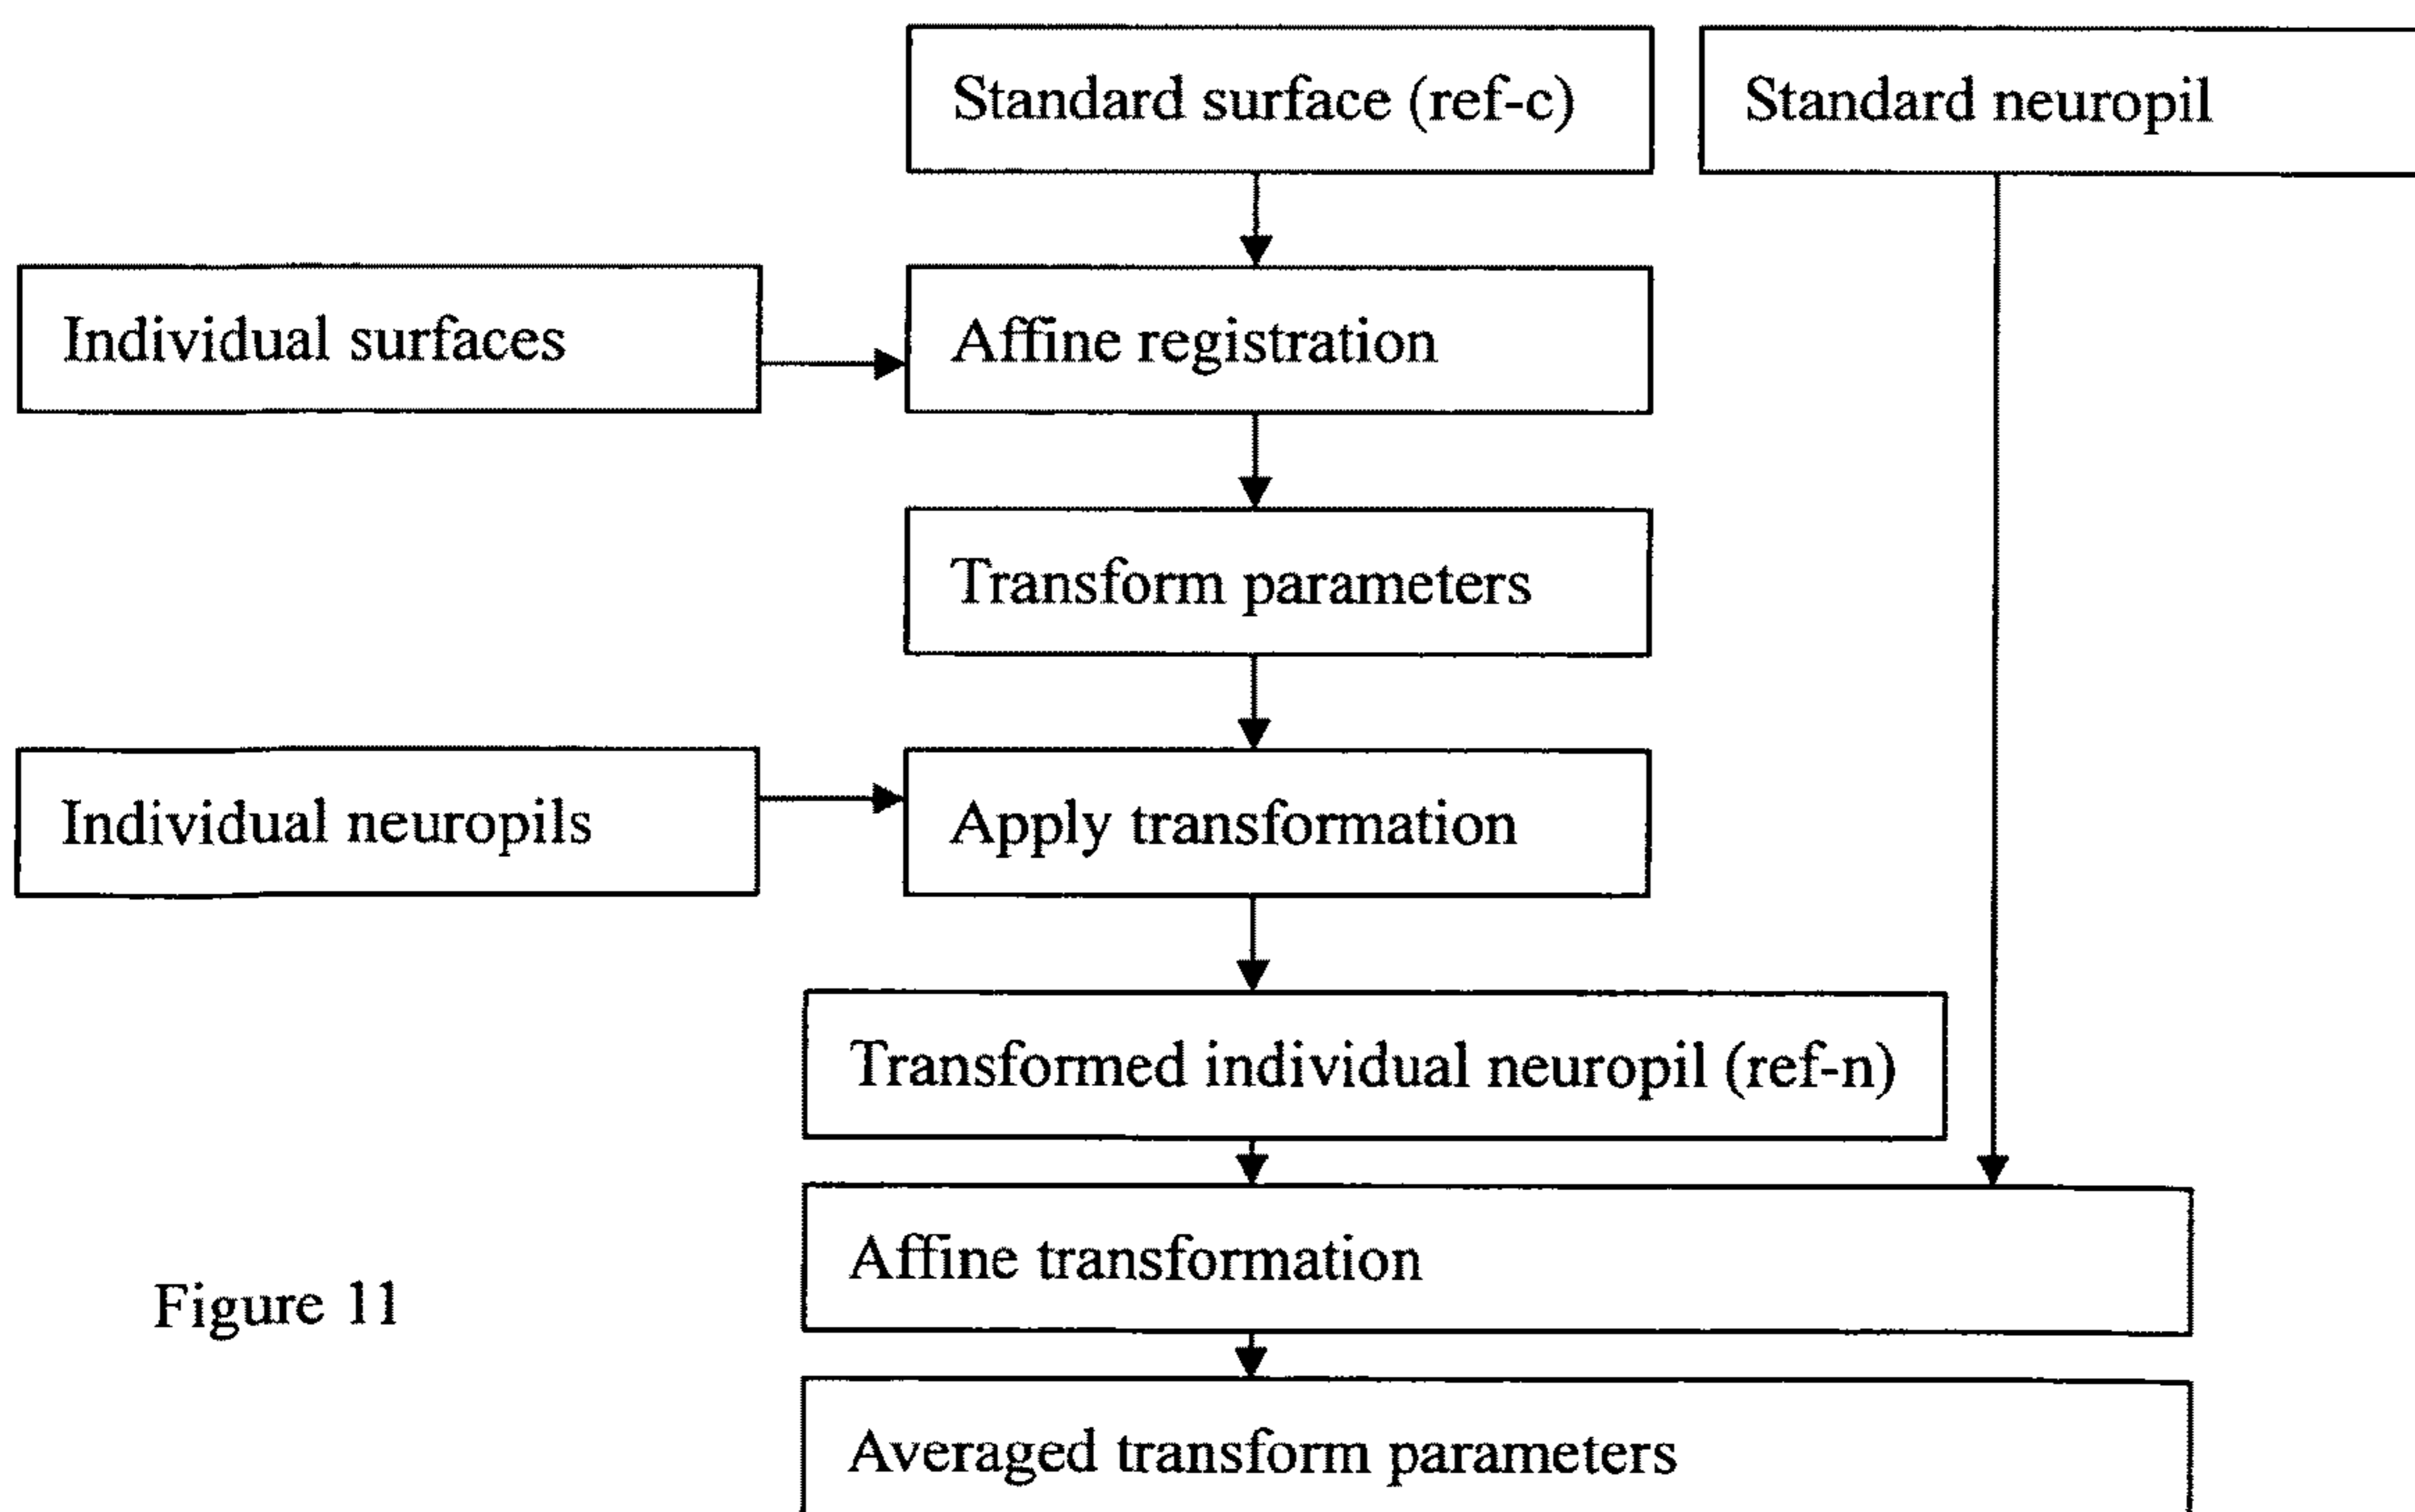 Standard surface (ref-c)
Standard neuropil
Individual surfaces
Affine registration
Transform parameters
Individual neuropils
Apply transformation
Transformed individual neuropil (ref-n)
Affine transformation
Figure 11
Averaged transform parameters